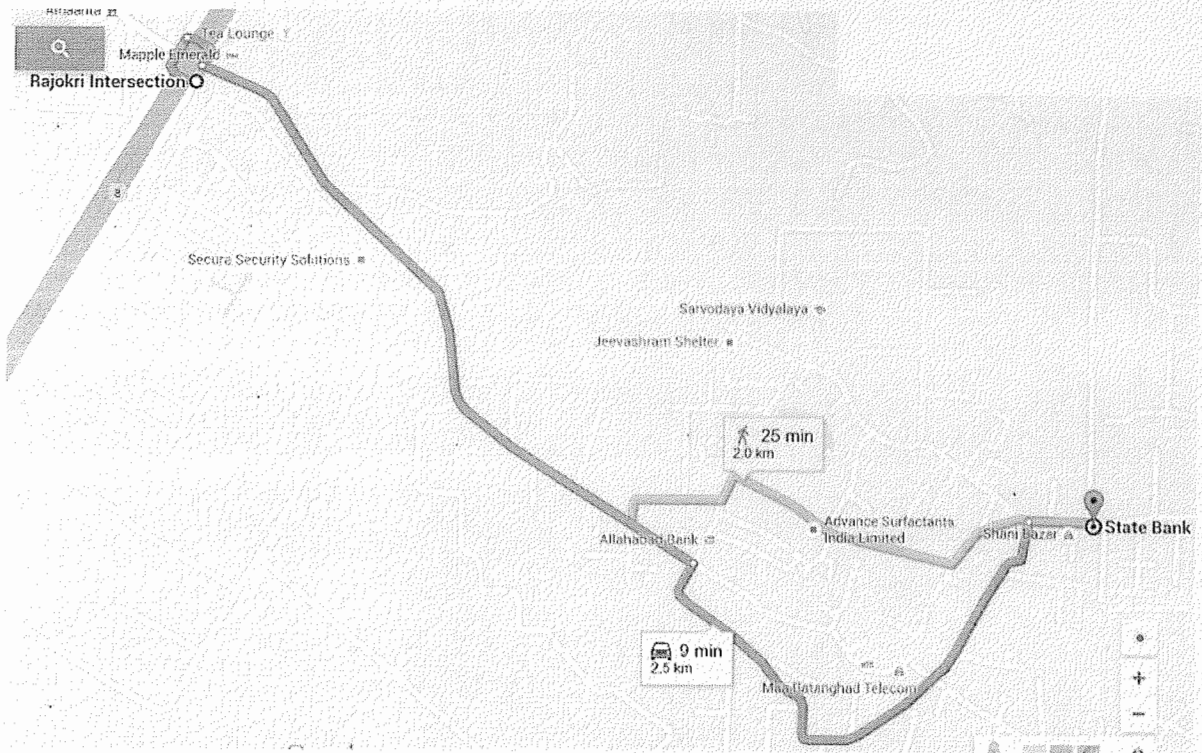 Tea Lounge
Mapple Emerald
Rajokri Intersection
8
Secura Security Solutions
Sarvodaya Vidyalaya
Jeevashram Shelter
25 min
2.0 km
Advance Surfactants
India Limited
Allahabad Bank
Shani Bazar
State Bank
9 min
2.5 km
Telecom
+
−